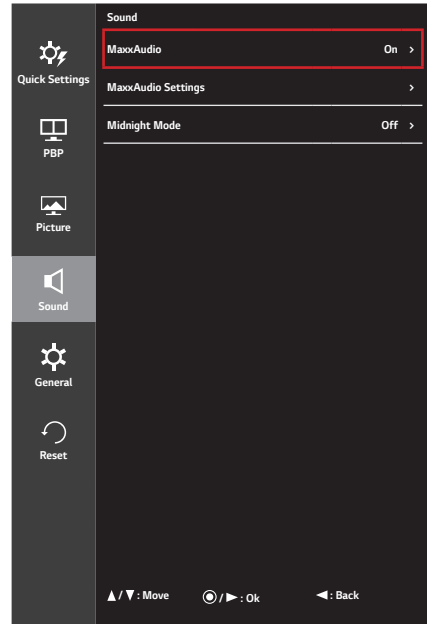 Sound
MaxxAudio On >
MaxxAudio Settings >
Midnight Mode Off >
Quick Settings
PBP
Picture
Sound
General
Reset
▲/▼: Move ◉/►: Ok ◄: Back